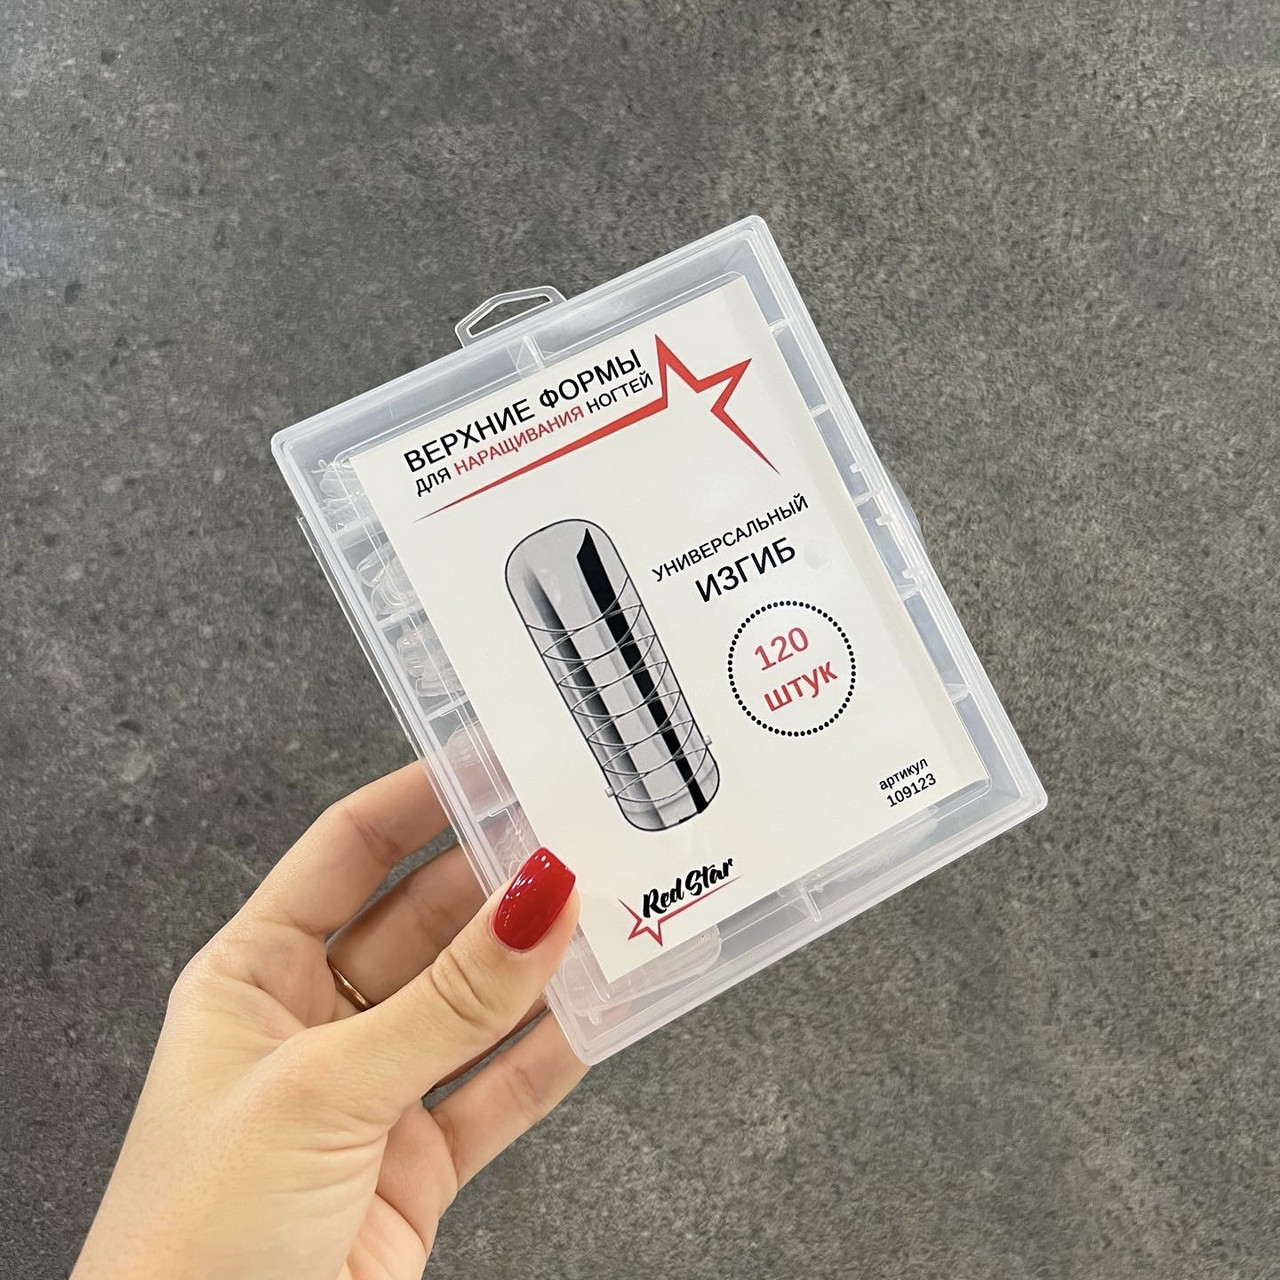 ВЕРХНИЕ ФОРМЫ
ДЛЯ НАРАЩИВАНИЯ НОГТЕЙ
УНИВЕРСАЛЬНЫЙ
ИЗГИБ
120
штук
артикул
109123
Red Star